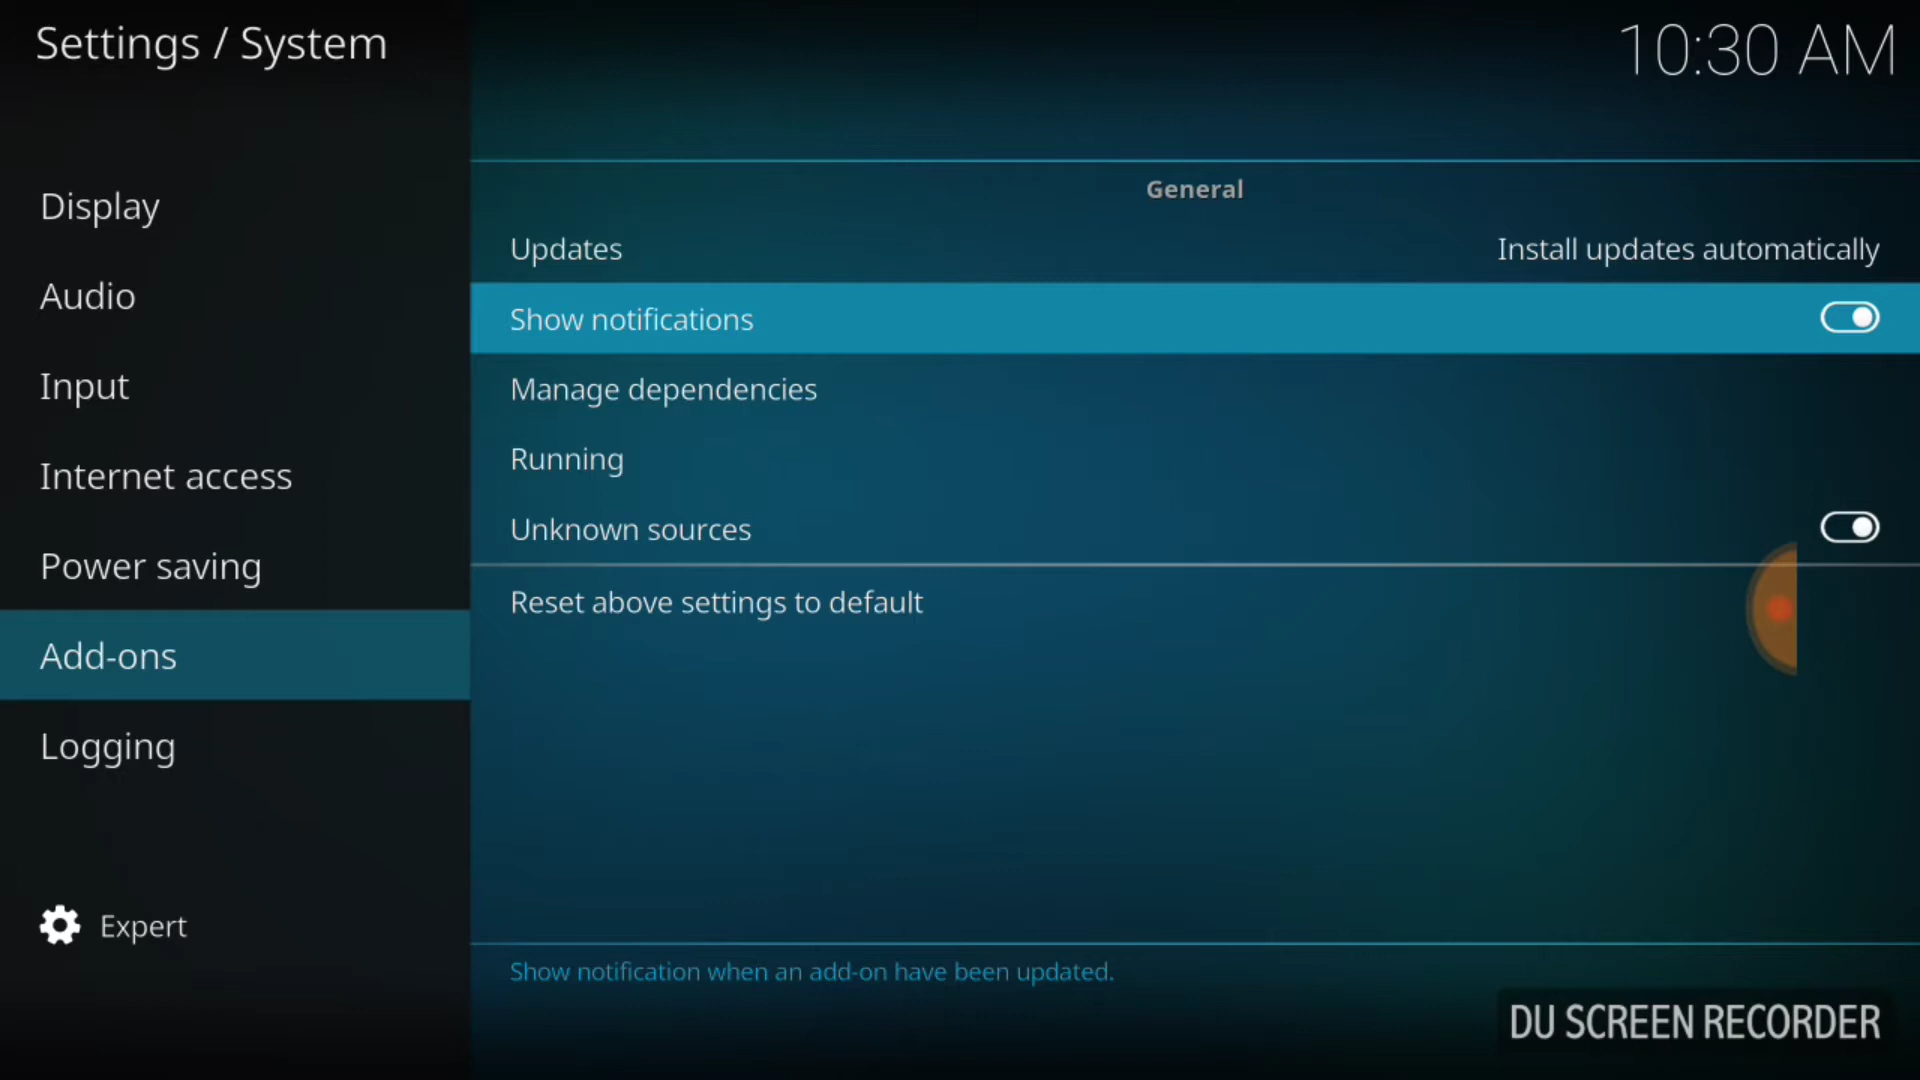 Settings / System
10:30 AM
Display
Audio
Input
Internet access
Power saving
Add-ons
Logging
Expert
General
Updates
Install updates automatically
Show notifications
Manage dependencies
Running
Unknown sources
Reset above settings to default
Show notification when an add-on have been updated.
DU SCREEN RECORDER